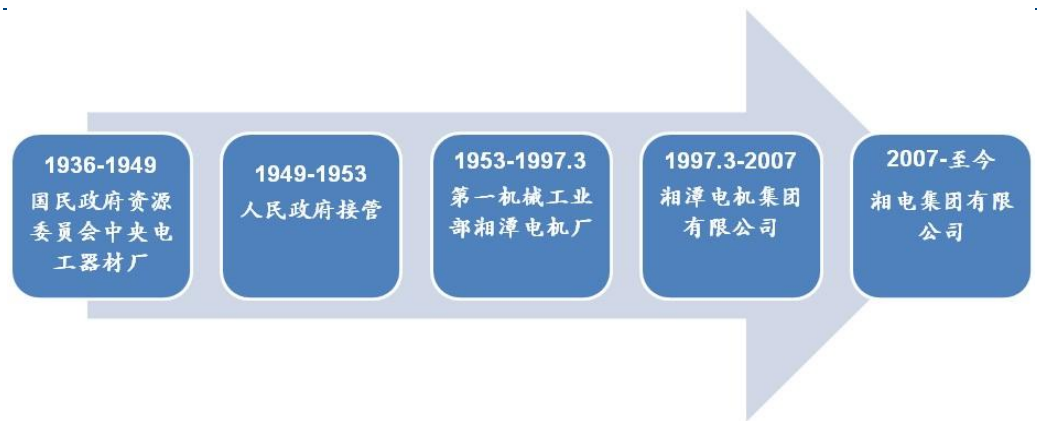 1936-1949
国民政府资源
委员会中央电
工器材厂
1949-1953
人民政府接管
1953-1997.3
第一机械工业
部湘潭电机厂
1997.3-2007
湘潭电机集团
有限公司
2007-至今
湘电集团有限
公司